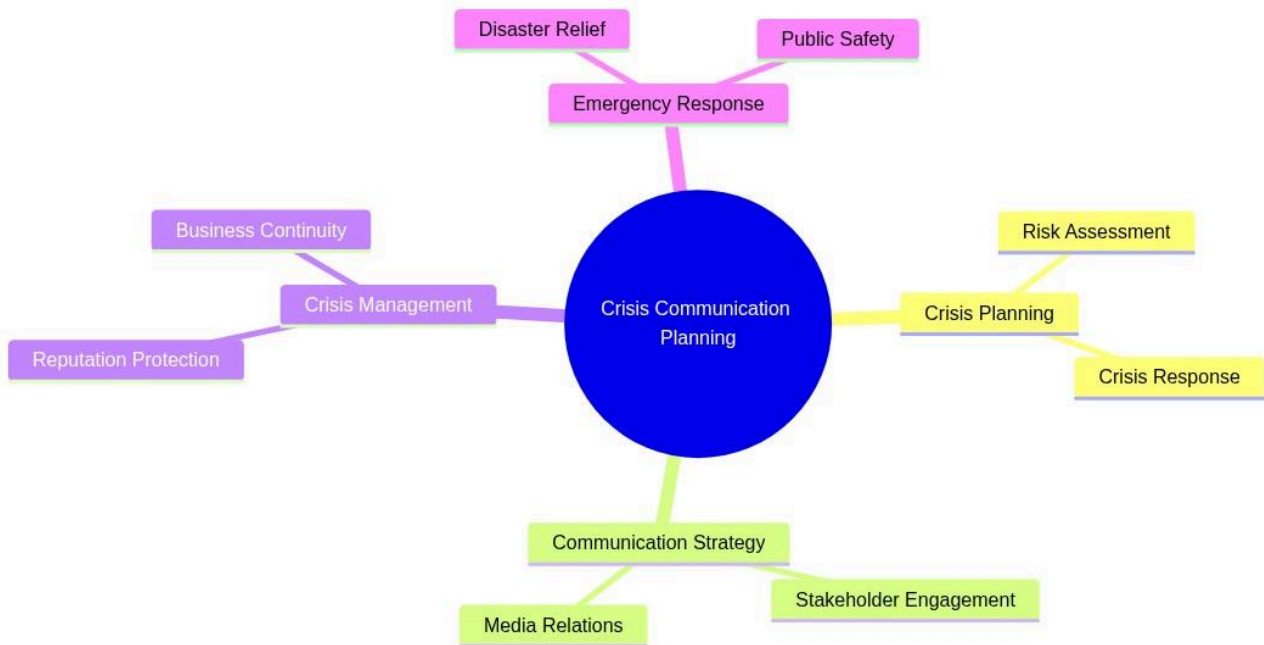 Disaster Relief
Public Safety
Emergency Response
Business Continuity
Risk Assessment
Crisis Management
Crisis Communication
Planning
Crisis Planning
Reputation Protection
Crisis Response
Communication Strategy
Stakeholder Engagement
Media Relations